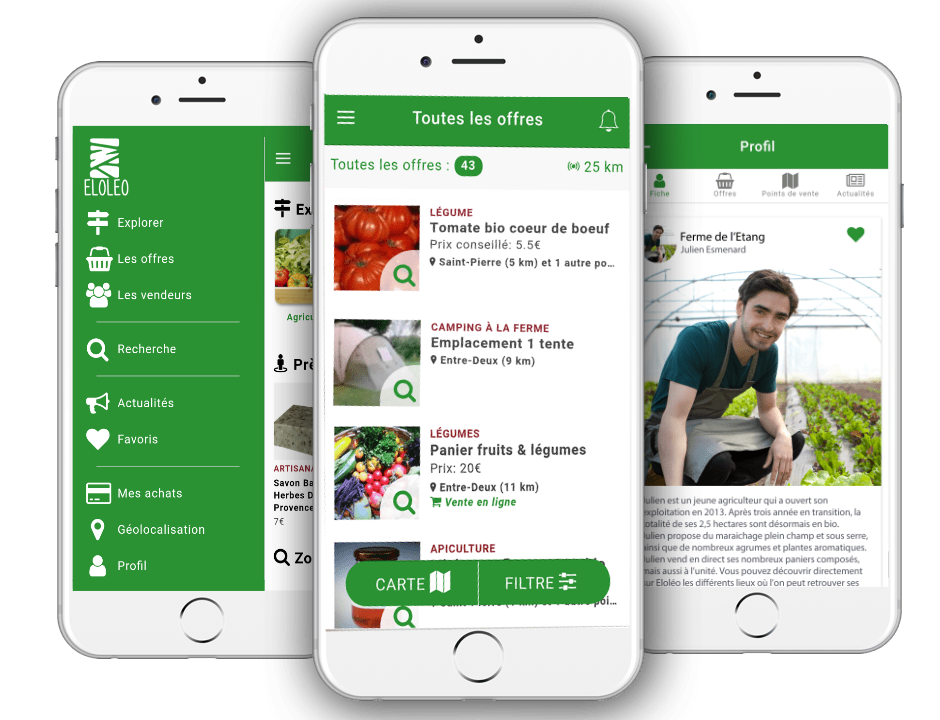 ELOLEO
Explorer
Les offres
Les vendeurs
Recherche
Actualités
Favoris
Mes achats
Géolocalisation
Profil
ARTISANA
Savon Ba
Herbes D
Provence
7€
Toutes les offres
Toutes les offres : 43
25 km
LÉGUME
Tomate bio coeur de boeuf
Prix conseillé: 5.5€
Saint-Pierre (5 km) et 1 autre po...
CAMPING À LA FERME
Emplacement 1 tente
Entre-Deux (9 km)
LÉGUMES
Panier fruits & légumes
Prix: 20€
Entre-Deux (11 km)
Vente en ligne
APICULTURE
CARTE
FILTRE
Profil
Fiche
Offres
Points de vente
Actualités
Ferme de l'Etang
Julien Esmenard
Julien est un jeune agriculteur qui a ouvert son
exploitation en 2013. Après trois année en transition, la
totalité de ses 2,5 hectares sont désormais en bio.
Julien propose du maraichage plein champ et sous serre,
ainsi que de nombreux agrumes et plantes aromatiques.
Julien vend en direct ses nombreux paniers composés,
mais aussi à l'unité. Vous pouvez découvrir directement
sur Eloléo les différents lieux où l'on peut retrouver ses